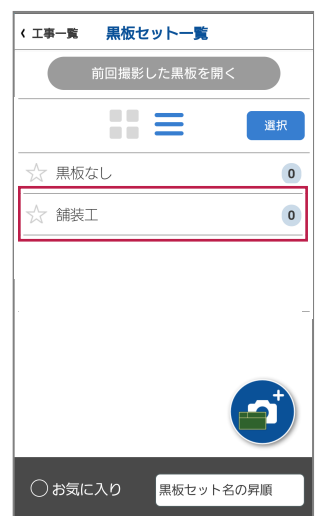 ‹ 工事一覧 黒板セット一覧
前回撮影した黒板を開く
選択
黒板なし 0
舗装工 0
お気に入り 黒板セット名の昇順